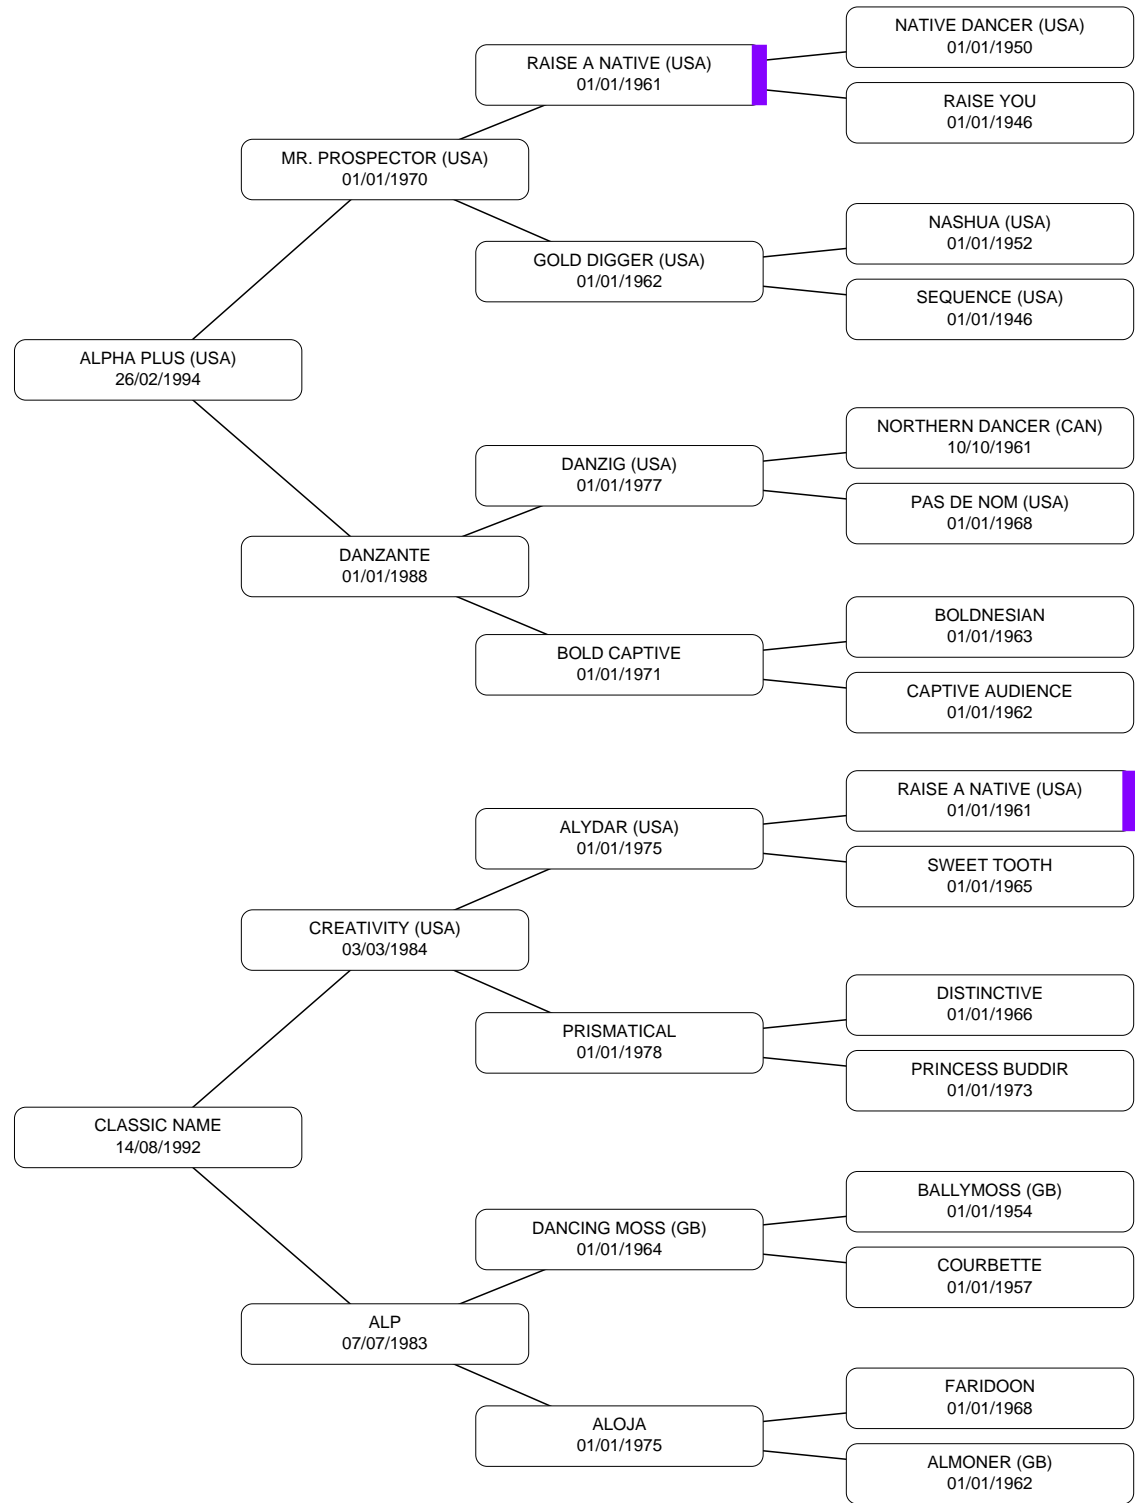 NATIVE DANCER (USA)
01/01/1950
RAISE A NATIVE (USA)
01/01/1961
RAISE YOU
01/01/1946
MR. PROSPECTOR (USA)
01/01/1970
NASHUA (USA)
01/01/1952
GOLD DIGGER (USA)
01/01/1962
SEQUENCE (USA)
01/01/1946
ALPHA PLUS (USA)
26/02/1994
NORTHERN DANCER (CAN)
10/10/1961
DANZIG (USA)
01/01/1977
PAS DE NOM (USA)
01/01/1968
DANZANTE
01/01/1988
BOLDNESIAN
01/01/1963
BOLD CAPTIVE
01/01/1971
CAPTIVE AUDIENCE
01/01/1962
RAISE A NATIVE (USA)
01/01/1961
ALYDAR (USA)
01/01/1975
SWEET TOOTH
01/01/1965
CREATIVITY (USA)
03/03/1984
DISTINCTIVE
01/01/1966
PRISMATICAL
01/01/1978
PRINCESS BUDDIR
01/01/1973
CLASSIC NAME
14/08/1992
BALLYMOSS (GB)
01/01/1954
DANCING MOSS (GB)
01/01/1964
COURBETTE
01/01/1957
ALP
07/07/1983
FARIDOON
01/01/1968
ALOJA
01/01/1975
ALMONER (GB)
01/01/1962